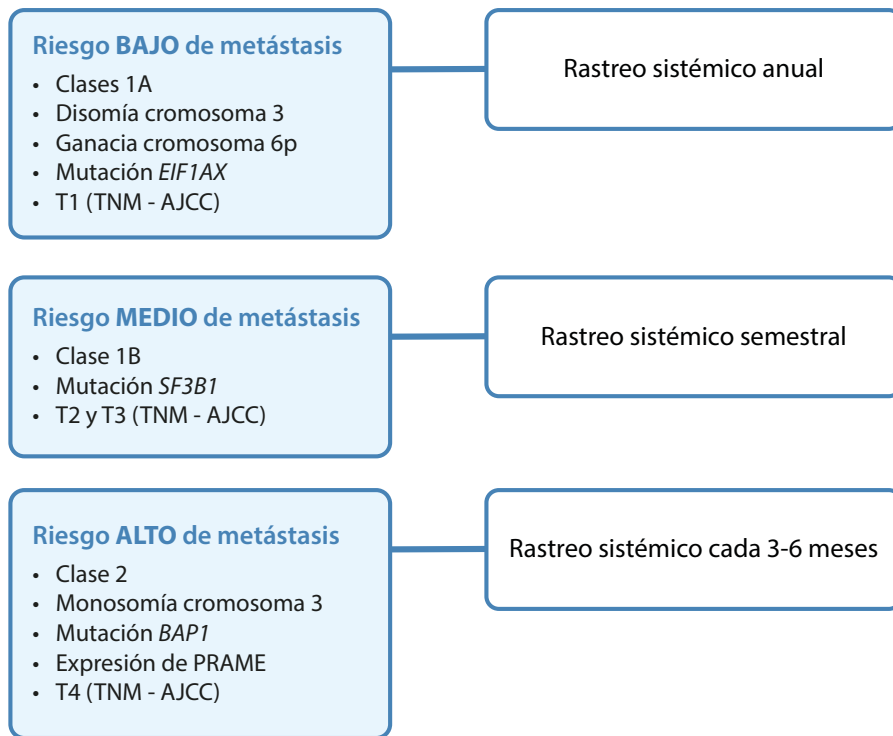 Riesgo BAJO de metástasis
• Clases 1A
• Disomía cromosoma 3
• Ganacia cromosoma 6p
• Mutación EIF1AX
• T1 (TNM - AJCC)
Rastreo sistémico anual
Riesgo MEDIO de metástasis
• Clase 1B
• Mutación SF3B1
• T2 y T3 (TNM - AJCC)
Rastreo sistémico semestral
Riesgo ALTO de metástasis
• Clase 2
• Monosomía cromosoma 3
• Mutación BAP1
• Expresión de PRAME
• T4 (TNM - AJCC)
Rastreo sistémico cada 3-6 meses